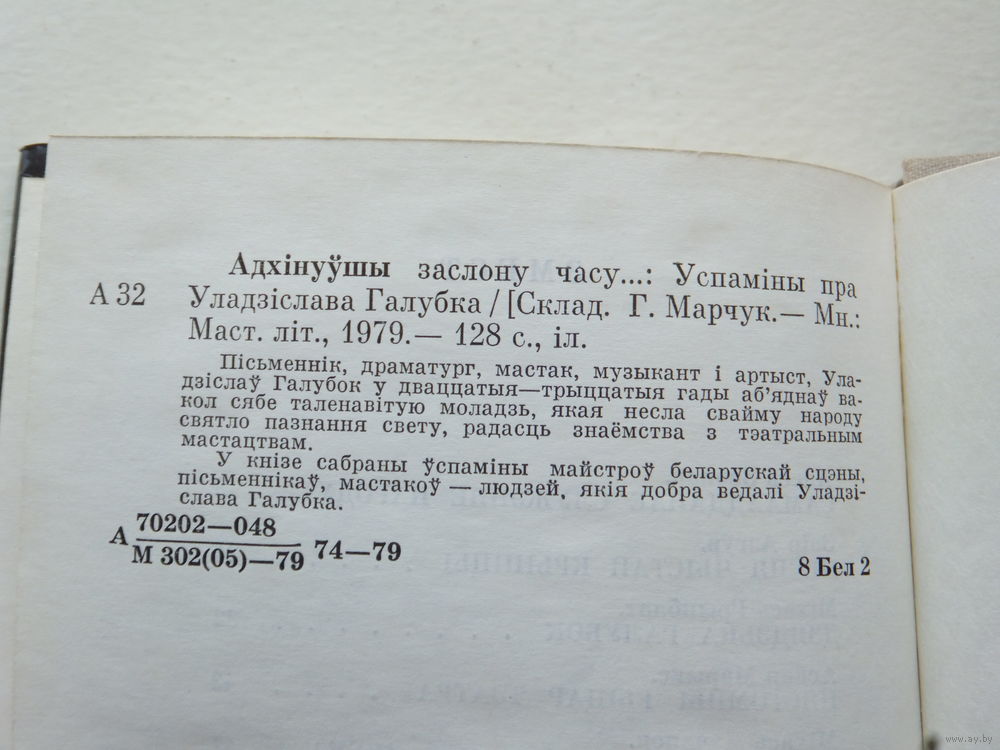 Адхінуўшы заслону часу...: Успаміны пра
А 32 Уладзіслава Галубка / [Склад. Г. Марчук.— Мн.:
Маст. літ., 1979.— 128 с., іл.
Пісьменнік, драматург, мастак, музыкант і артыст, Ула-
дзіслаў Галубок у дваццатыя—трыццатыя гады аб’яднаў ва-
кол сябе таленавітую моладзь, якая несла свайму народу
святло пазнання свету, радасць знаёмства з тэатральным
мастацтвам.
У кнізе сабраны ўспаміны майстроў беларускай сцэны,
пісьменнікаў, мастакоў — людзей, якія добра ведалі Уладзі-
слава Галубка.
А 70202—048
М 302(05)—79 74—79
8 Бел 2
www.ay.by